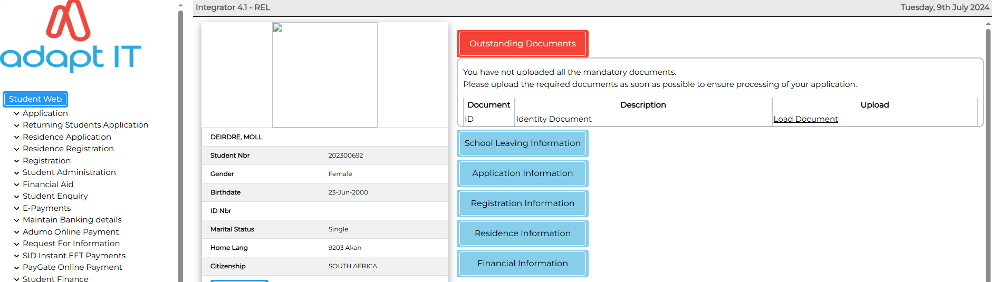 adapt IT
Student Web
Application
Returning Students Application
Residence Application
Residence Registration
Registration
Student Administration
Financial Aid
Student Enquiry
E-Payments
Maintain Banking details
Adumo Online Payment
Request For Information
SID Instant EFT Payments
PayGate Online Payment
Student Finance
Integrator 4.1 - REL
Tuesday, 9th July 2024
DEIRDRE, MOLL
Student Nbr 202300692
Gender Female
Birthdate 23-Jun-2000
ID Nbr
Marital Status Single
Home Lang 9203 Akan
Citizenship SOUTH AFRICA
Outstanding Documents
You have not uploaded all the mandatory documents.
Please upload the required documents as soon as possible to ensure processing of your application.
Document Description Upload
ID Identity Document Load Document
School Leaving Information
Application Information
Registration Information
Residence Information
Financial Information